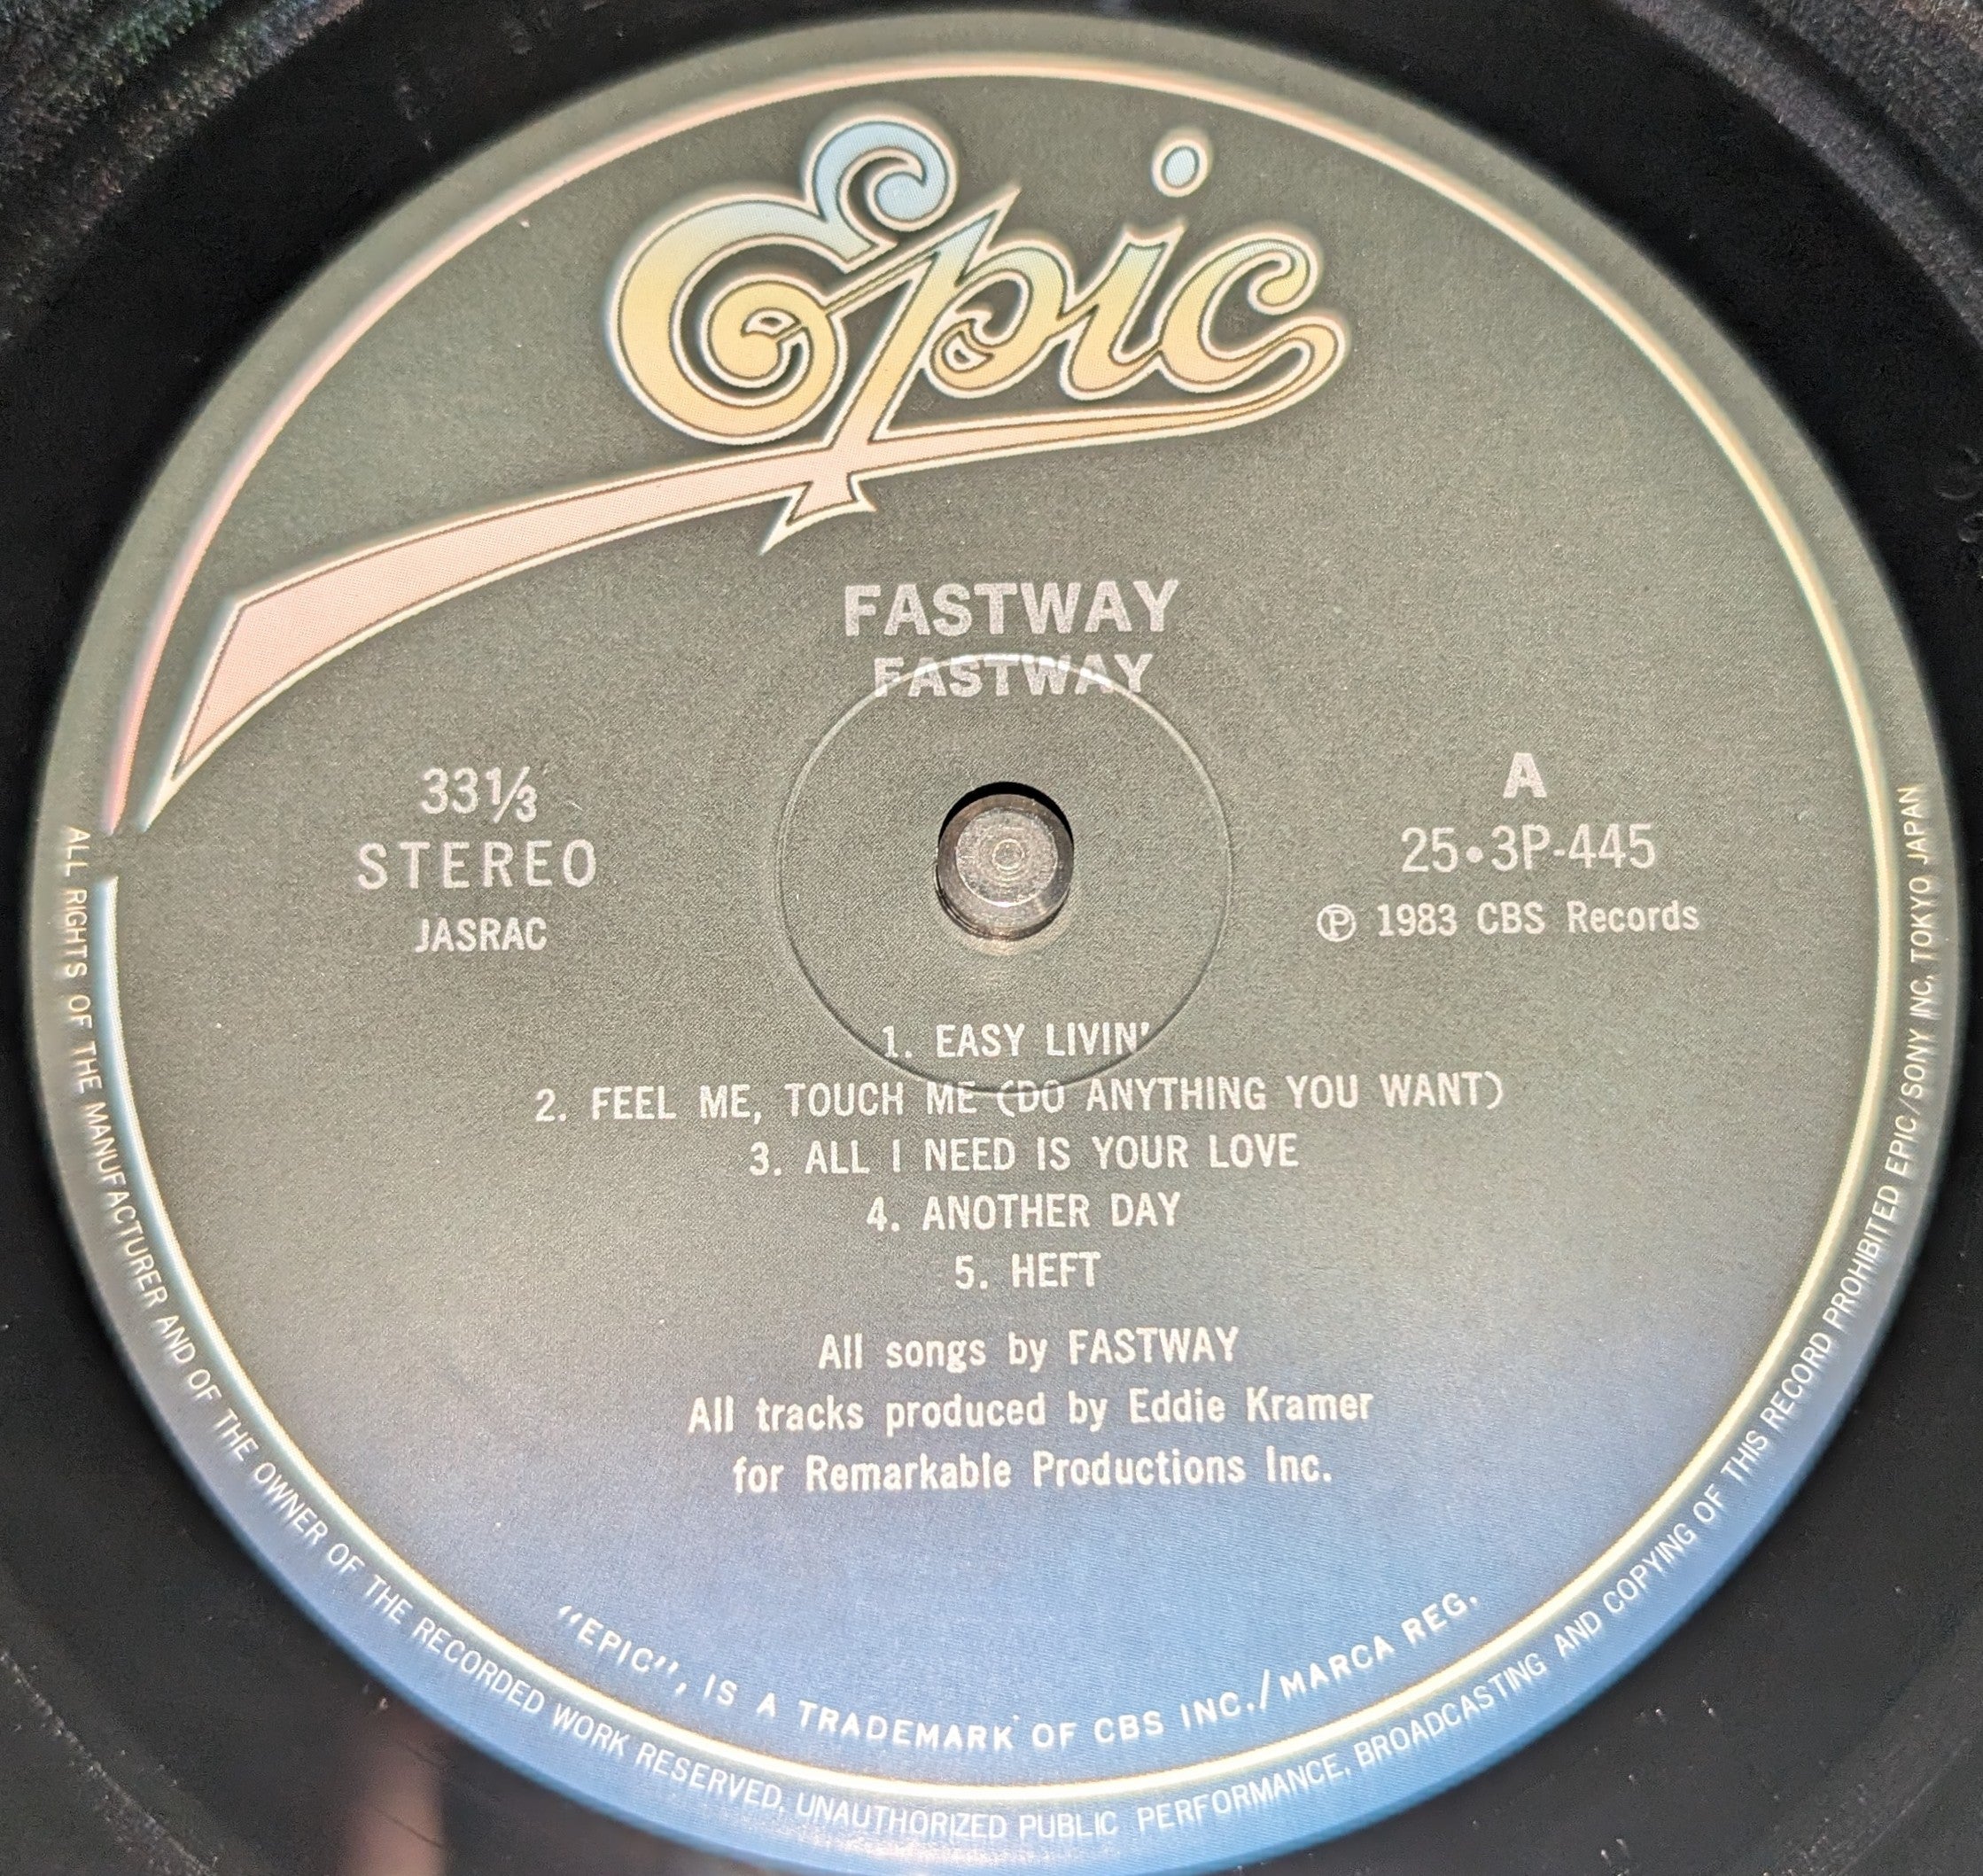 Epic
FASTWAY
FASTWAY
33⅓
STEREO
JASRAC
A
25•3P-445
Ⓟ 1983 CBS Records
1. EASY LIVIN'
2. FEEL ME, TOUCH ME (DO ANYTHING YOU WANT)
3. ALL I NEED IS YOUR LOVE
4. ANOTHER DAY
5. HEFT
All songs by FASTWAY
All tracks produced by Eddie Kramer
for Remarkable Productions Inc.
"EPIC", IS A TRADEMARK OF CBS INC./MARCA REG.
ALL RIGHTS OF THE MANUFACTURER AND OF THE OWNER OF THE RECORDED WORK RESERVED. UNAUTHORIZED PUBLIC PERFORMANCE, BROADCASTING AND COPYING OF THIS RECORD PROHIBITED EPIC/SONY INC. TOKYO JAPAN